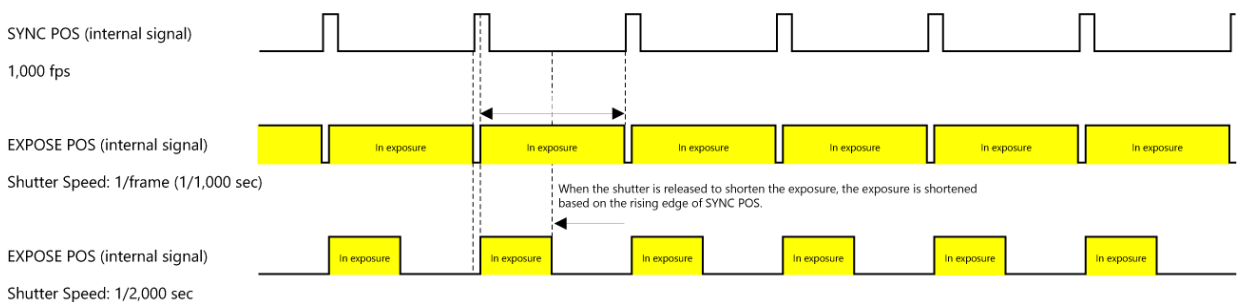 SYNC POS (internal signal)
1,000 fps
EXPOSE POS (internal signal)
In exposure
In exposure
In exposure
In exposure
In exposure
In exposure
Shutter Speed: 1/frame (1/1,000 sec)
When the shutter is released to shorten the exposure, the exposure is shortened
based on the rising edge of SYNC POS.
EXPOSE POS (internal signal)
In exposure
In exposure
In exposure
In exposure
In exposure
In exposure
Shutter Speed: 1/2,000 sec